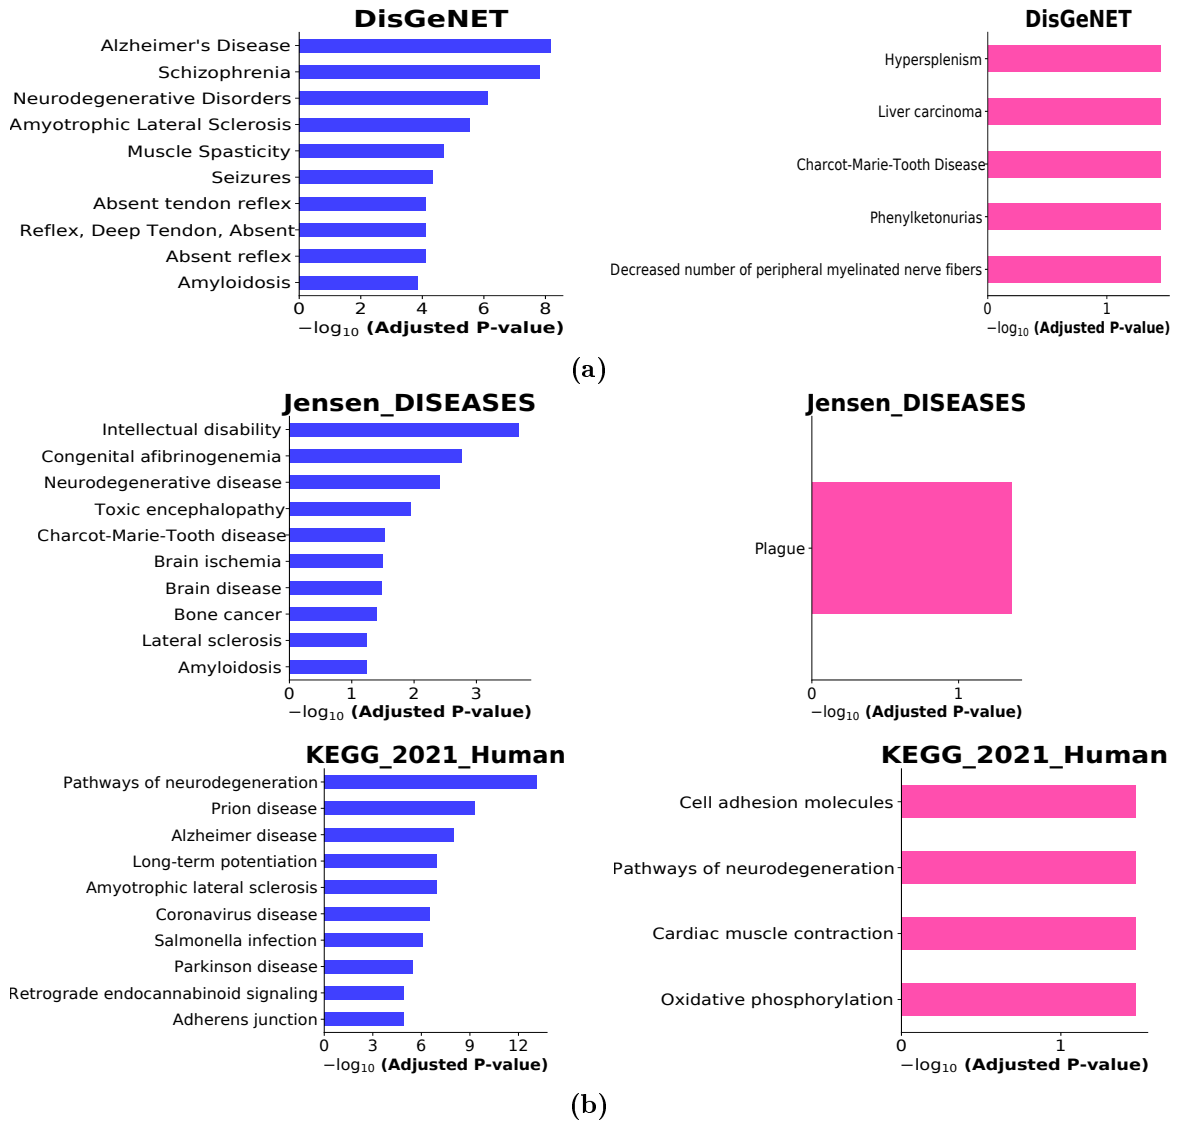 DisGeNET
Alzheimer's Disease
Schizophrenia
Neurodegenerative Disorders
Amyotrophic Lateral Sclerosis
Muscle Spasticity
Seizures
Absent tendon reflex
Reflex, Deep Tendon, Absent
Absent reflex
Amyloidosis
0 2 4 6 8
−log10 (Adjusted P-value)
DisGeNET
Hypersplenism
Liver carcinoma
Charcot-Marie-Tooth Disease
Phenylketonurias
Decreased number of peripheral myelinated nerve fibers
0 1
−log10 (Adjusted P-value)
(a)
Jensen_DISEASES
Intellectual disability
Congenital afibrinogenemia
Neurodegenerative disease
Toxic encephalopathy
Charcot-Marie-Tooth disease
Brain ischemia
Brain disease
Bone cancer
Lateral sclerosis
Amyloidosis
0 1 2 3
−log10 (Adjusted P-value)
Jensen_DISEASES
Plague
0 1
−log10 (Adjusted P-value)
KEGG_2021_Human
Pathways of neurodegeneration
Prion disease
Alzheimer disease
Long-term potentiation
Amyotrophic lateral sclerosis
Coronavirus disease
Salmonella infection
Parkinson disease
Retrograde endocannabinoid signaling
Adherens junction
0 3 6 9 12
−log10 (Adjusted P-value)
KEGG_2021_Human
Cell adhesion molecules
Pathways of neurodegeneration
Cardiac muscle contraction
Oxidative phosphorylation
0 1
−log10 (Adjusted P-value)
(b)